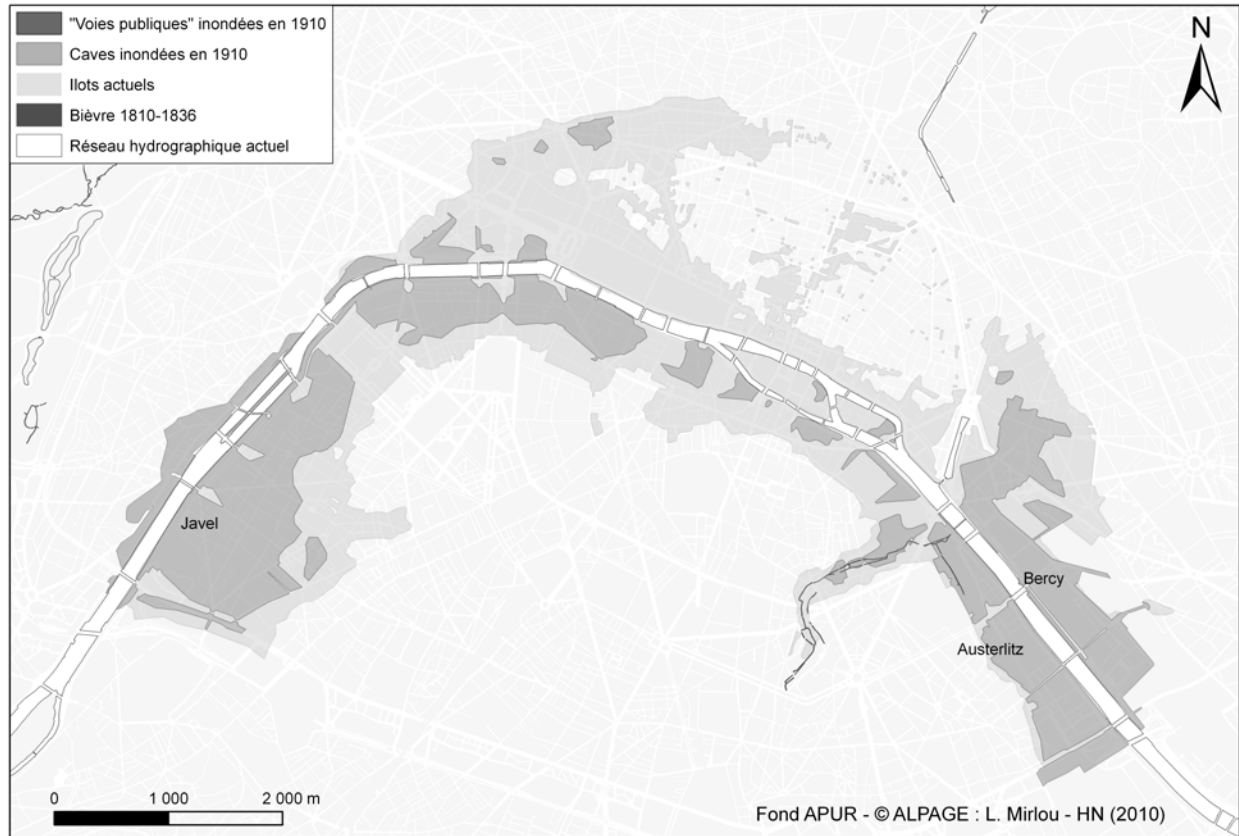 "Voies publiques" inondées en 1910
Caves inondées en 1910
Ilots actuels
Bièvre 1810-1836
Réseau hydrographique actuel
N
Javel
Bercy
Austerlitz
0 1 000 2 000 m
Fond APUR - © ALPAGE : L. Mirlou - HN (2010)